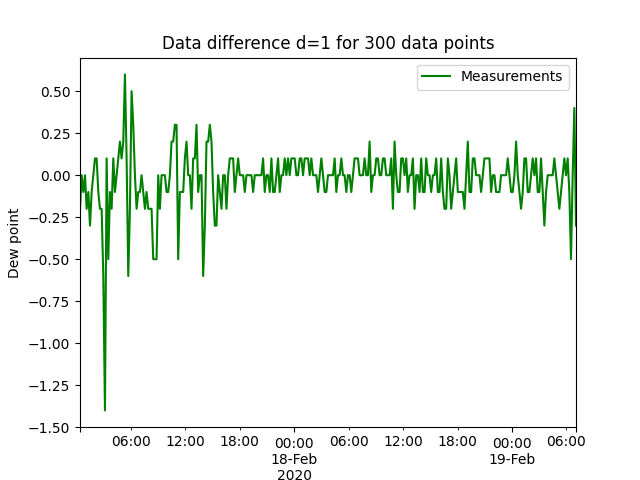 Data difference d=1 for 300 data points
Measurements
0.50
0.25
0.00
−0.25
−0.50
−0.75
−1.00
−1.25
−1.50
Dew point
06:00 12:00 18:00 00:00 06:00 12:00 18:00 00:00 06:00
18-Feb 19-Feb
2020